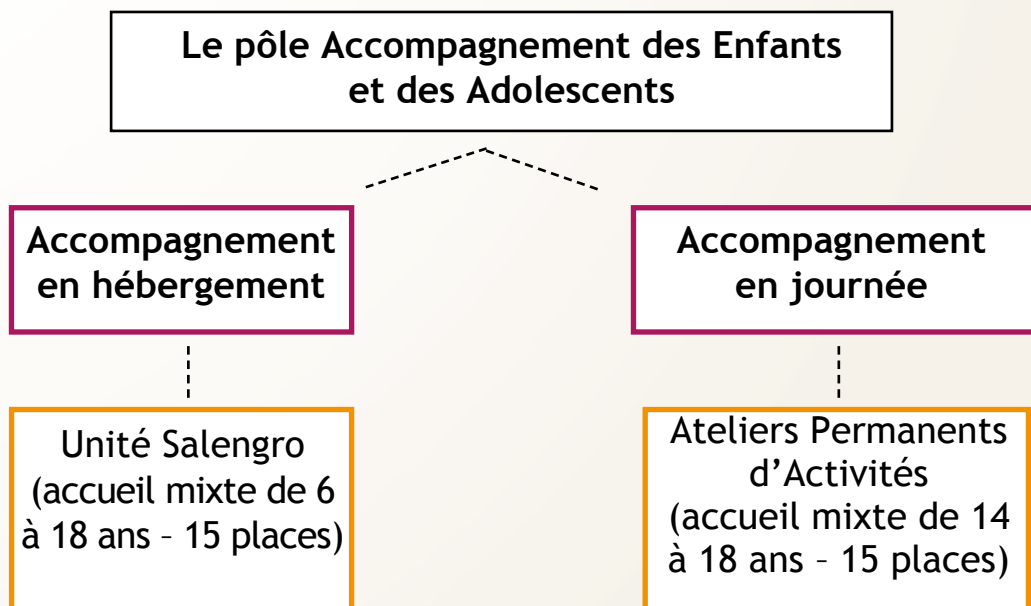 Le pôle Accompagnement des Enfants
et des Adolescents
Accompagnement
en hébergement
Accompagnement
en journée
Unité Salengro
(accueil mixte de 6
à 18 ans – 15 places)
Ateliers Permanents
d’Activités
(accueil mixte de 14
à 18 ans – 15 places)